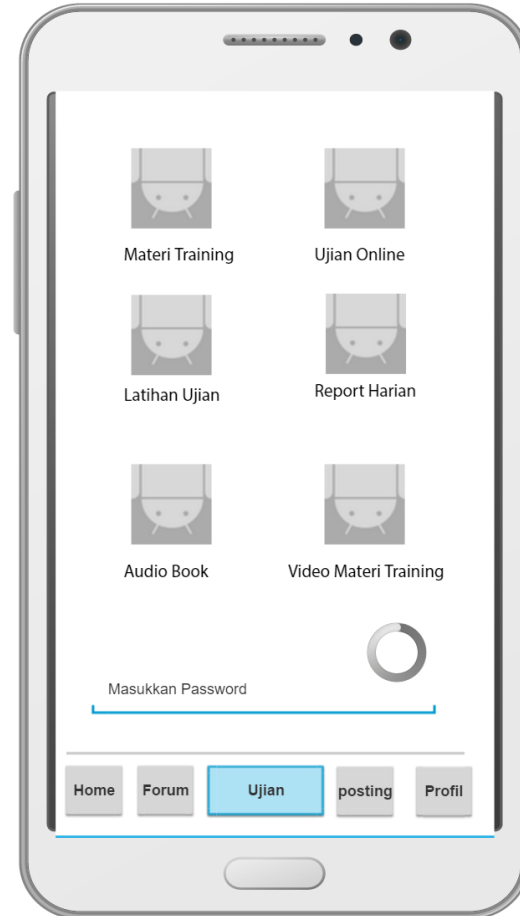 Materi Training
Ujian Online
Latihan Ujian
Report Harian
Audio Book
Video Materi Training
Masukkan Password
Home
Forum
Ujian
posting
Profil